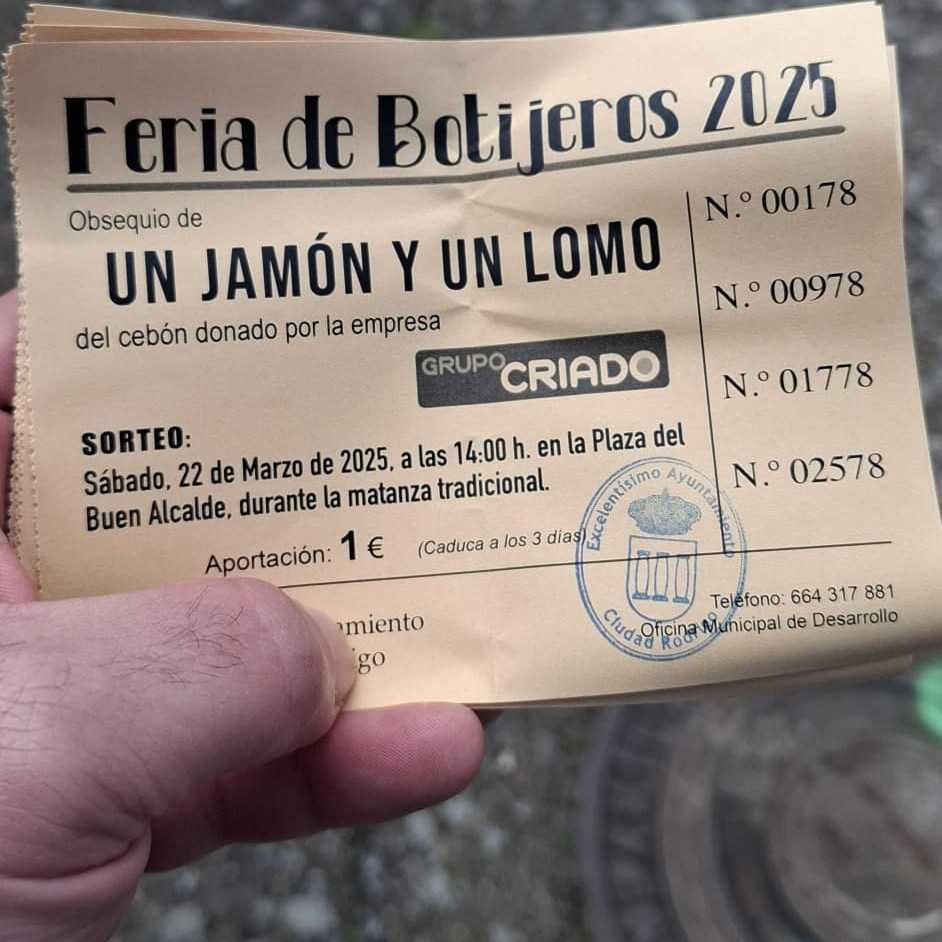 Feria de Botijeros 2025
Obsequio de
UN JAMÓN Y UN LOMO
del cebón donado por la empresa
GRUPO CRIADO
SORTEO:
Sábado, 22 de Marzo de 2025, a las 14:00 h. en la Plaza del
Buen Alcalde, durante la matanza tradicional.
Aportación: 1 € (Caduca a los 3 días)
N.º 00178
N.º 00978
N.º 01778
N.º 02578
Excelentísimo Ayuntamiento
Ciudad Rodrigo
Teléfono: 664 317 881
Oficina Municipal de Desarrollo